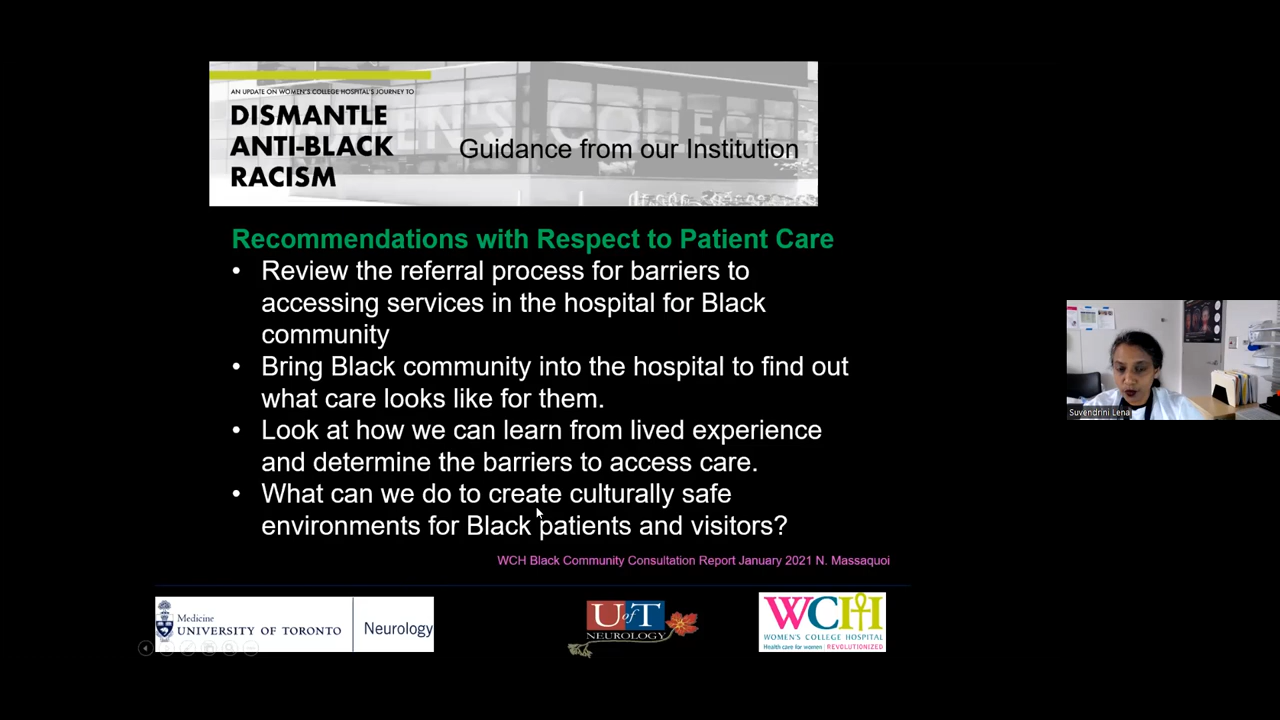 AN UPDATE ON WOMEN'S COLLEGE HOSPITAL'S JOURNEY TO
DISMANTLE
ANTI-BLACK
RACISM
WOMEN'S COLLEGE
Guidance from our Institution
Recommendations with Respect to Patient Care
• Review the referral process for barriers to
accessing services in the hospital for Black
community
• Bring Black community into the hospital to find out
what care looks like for them.
• Look at how we can learn from lived experience
and determine the barriers to access care.
• What can we do to create culturally safe
environments for Black patients and visitors?
WCH Black Community Consultation Report January 2021 N. Massaquoi
Medicine
UNIVERSITY OF TORONTO
Neurology
U of T
NEUROLOGY
WCH
WOMEN'S COLLEGE HOSPITAL
Health care for women | REVOLUTIONIZED
Suvendrini Lena